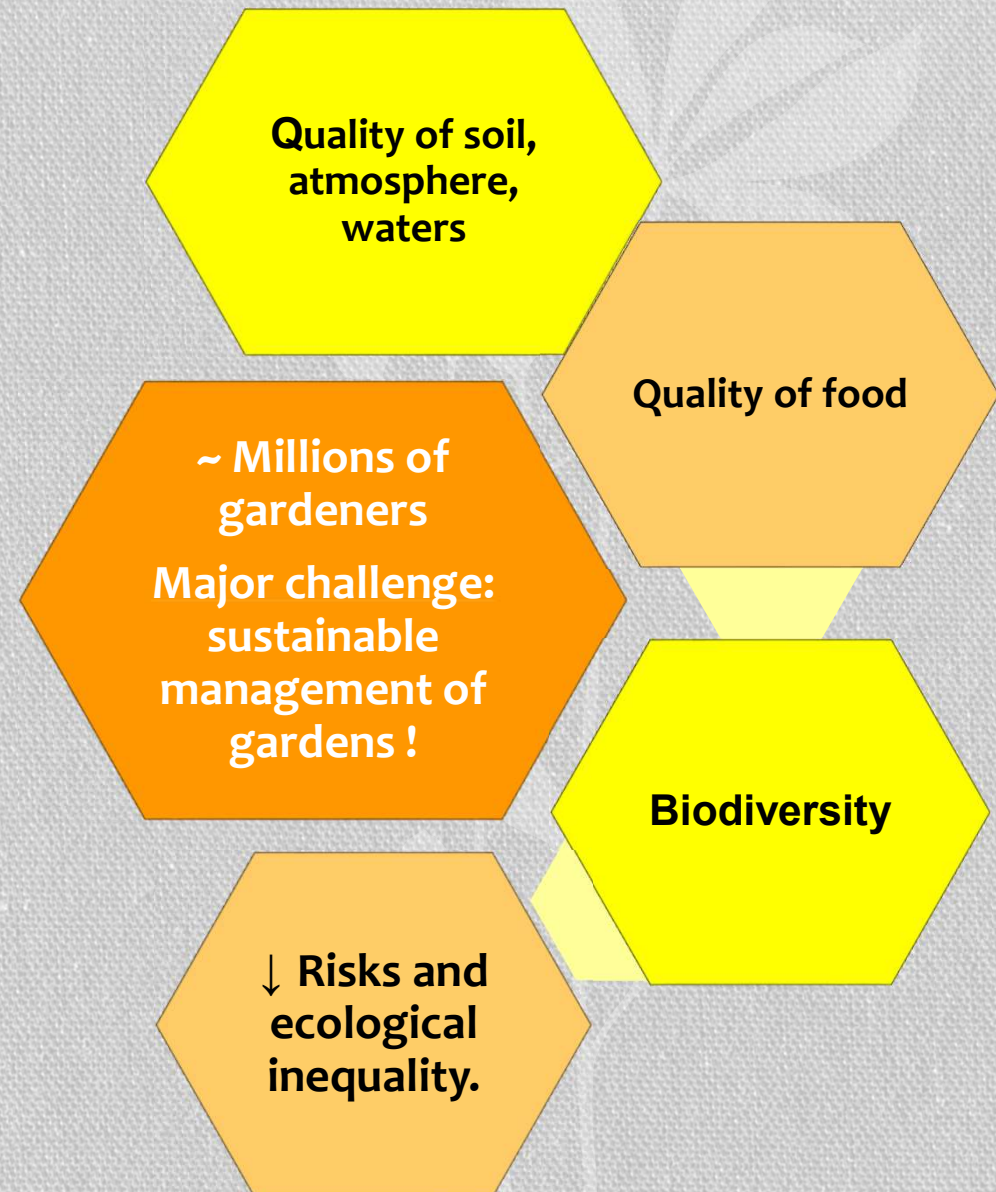 Quality of soil,
atmosphere,
waters
Quality of food
~ Millions of
gardeners
Major challenge:
sustainable
management of
gardens !
Biodiversity
↓ Risks and
ecological
inequality.